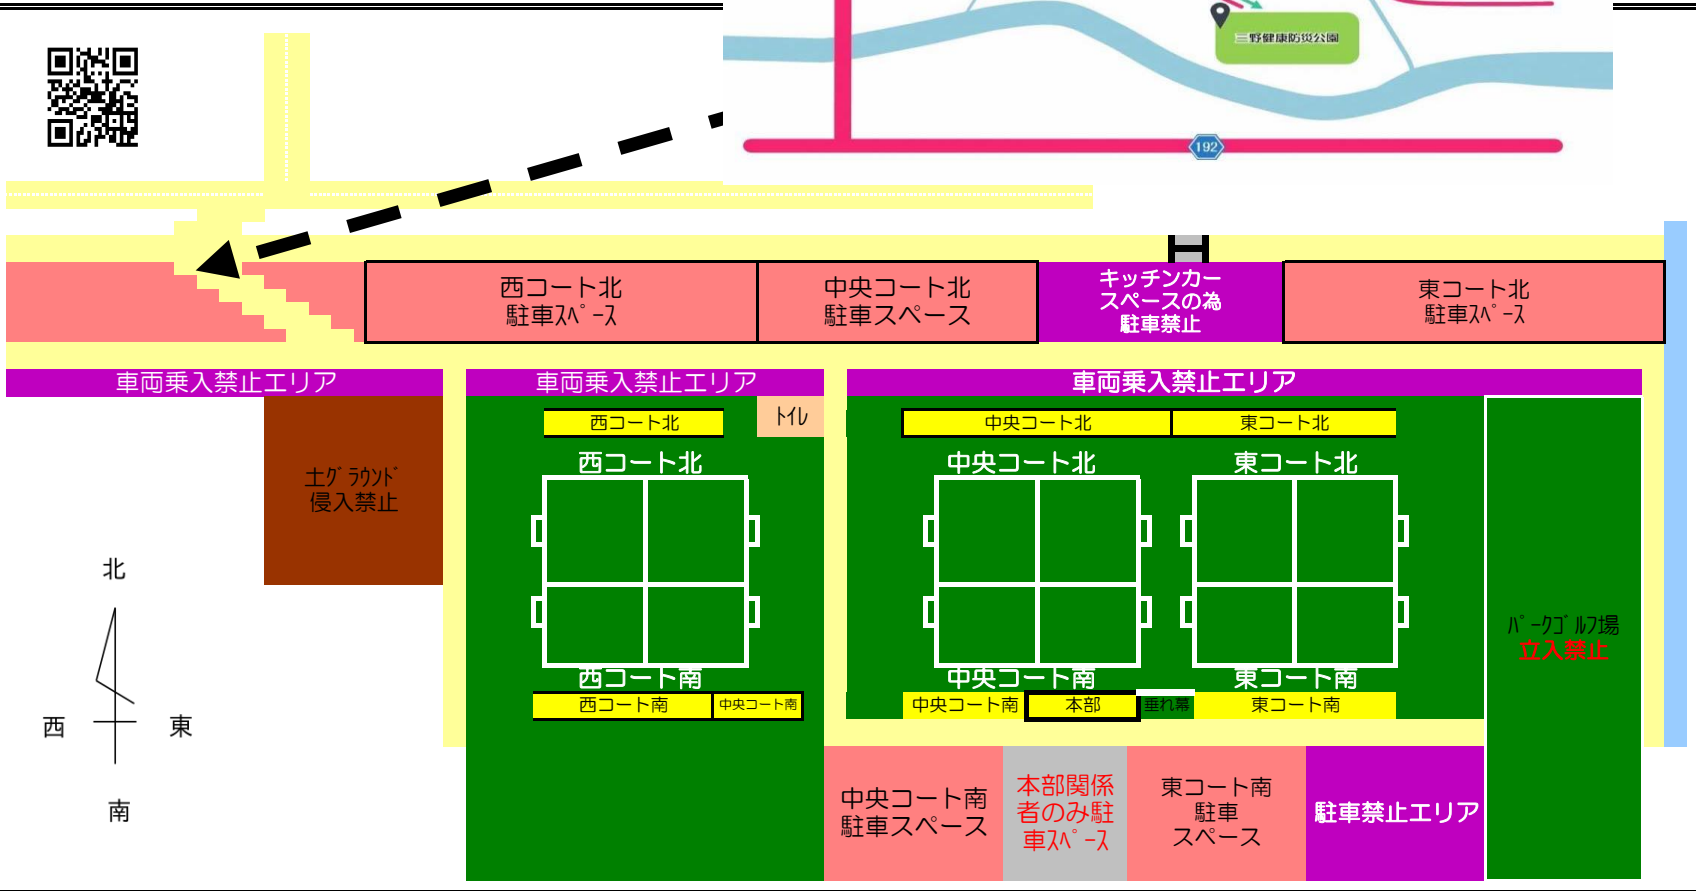 三野健康防災公園
192
西コート北
駐車ｽﾍﾟｰｽ
中央コート北
駐車スペース
キッチンカー
スペースの為
駐車禁止
東コート北
駐車ｽﾍﾟｰｽ
車両乗入禁止エリア
車両乗入禁止エリア
車両乗入禁止エリア
西コート北
ﾄｲﾚ
中央コート北
東コート北
西コート北
中央コート北
東コート北
土ｸﾞﾗｳﾝﾄﾞ
侵入禁止
北
西
東
南
ﾊﾟｰｸｺﾞﾙﾌ場
立入禁止
西コート南
中央コート南
東コート南
西コート南
中央コート南
中央コート南
本部
垂れ幕
東コート南
中央コート南
駐車スペース
本部関係
者のみ駐
車ｽﾍﾟｰｽ
東コート南
駐車
スペース
駐車禁止エリア